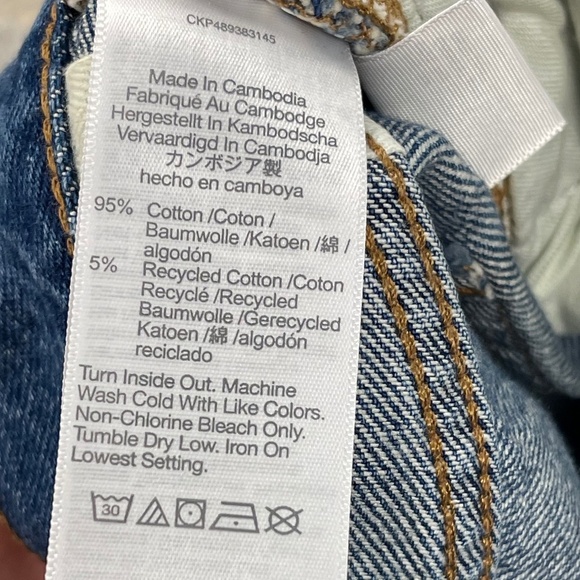 CKP489383145
Made In Cambodia
Fabriqué Au Cambodge
Hergestellt In Kambodscha
Vervaardigd In Cambodja
カンボジア製
hecho en camboya
95% Cotton /Coton /
Baumwolle /Katoen /綿 /
algodón
5% Recycled Cotton /Coton
Recyclé /Recycled
Baumwolle /Gerecycled
Katoen /綿 /algodón
reciclado
Turn Inside Out. Machine
Wash Cold With Like Colors.
Non-Chlorine Bleach Only.
Tumble Dry Low. Iron On
Lowest Setting.
30